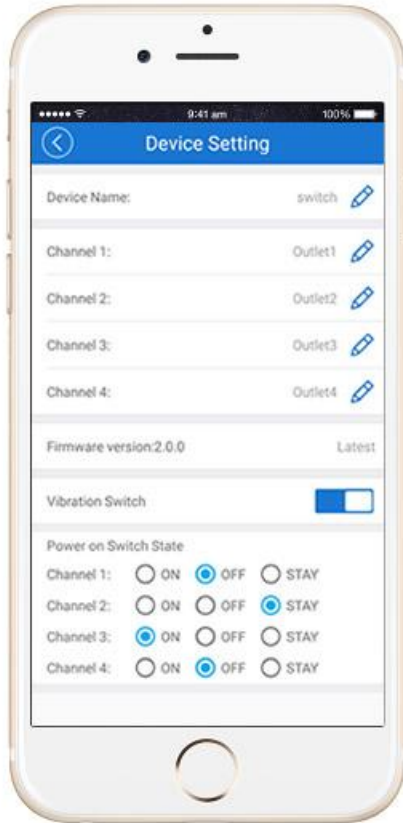 9:41 am 100%
Device Setting
Device Name: switch
Channel 1: Outlet1
Channel 2: Outlet2
Channel 3: Outlet3
Channel 4: Outlet4
Firmware version:2.0.0 Latest
Vibration Switch
Power on Switch State
Channel 1: ON OFF STAY
Channel 2: ON OFF STAY
Channel 3: ON OFF STAY
Channel 4: ON OFF STAY